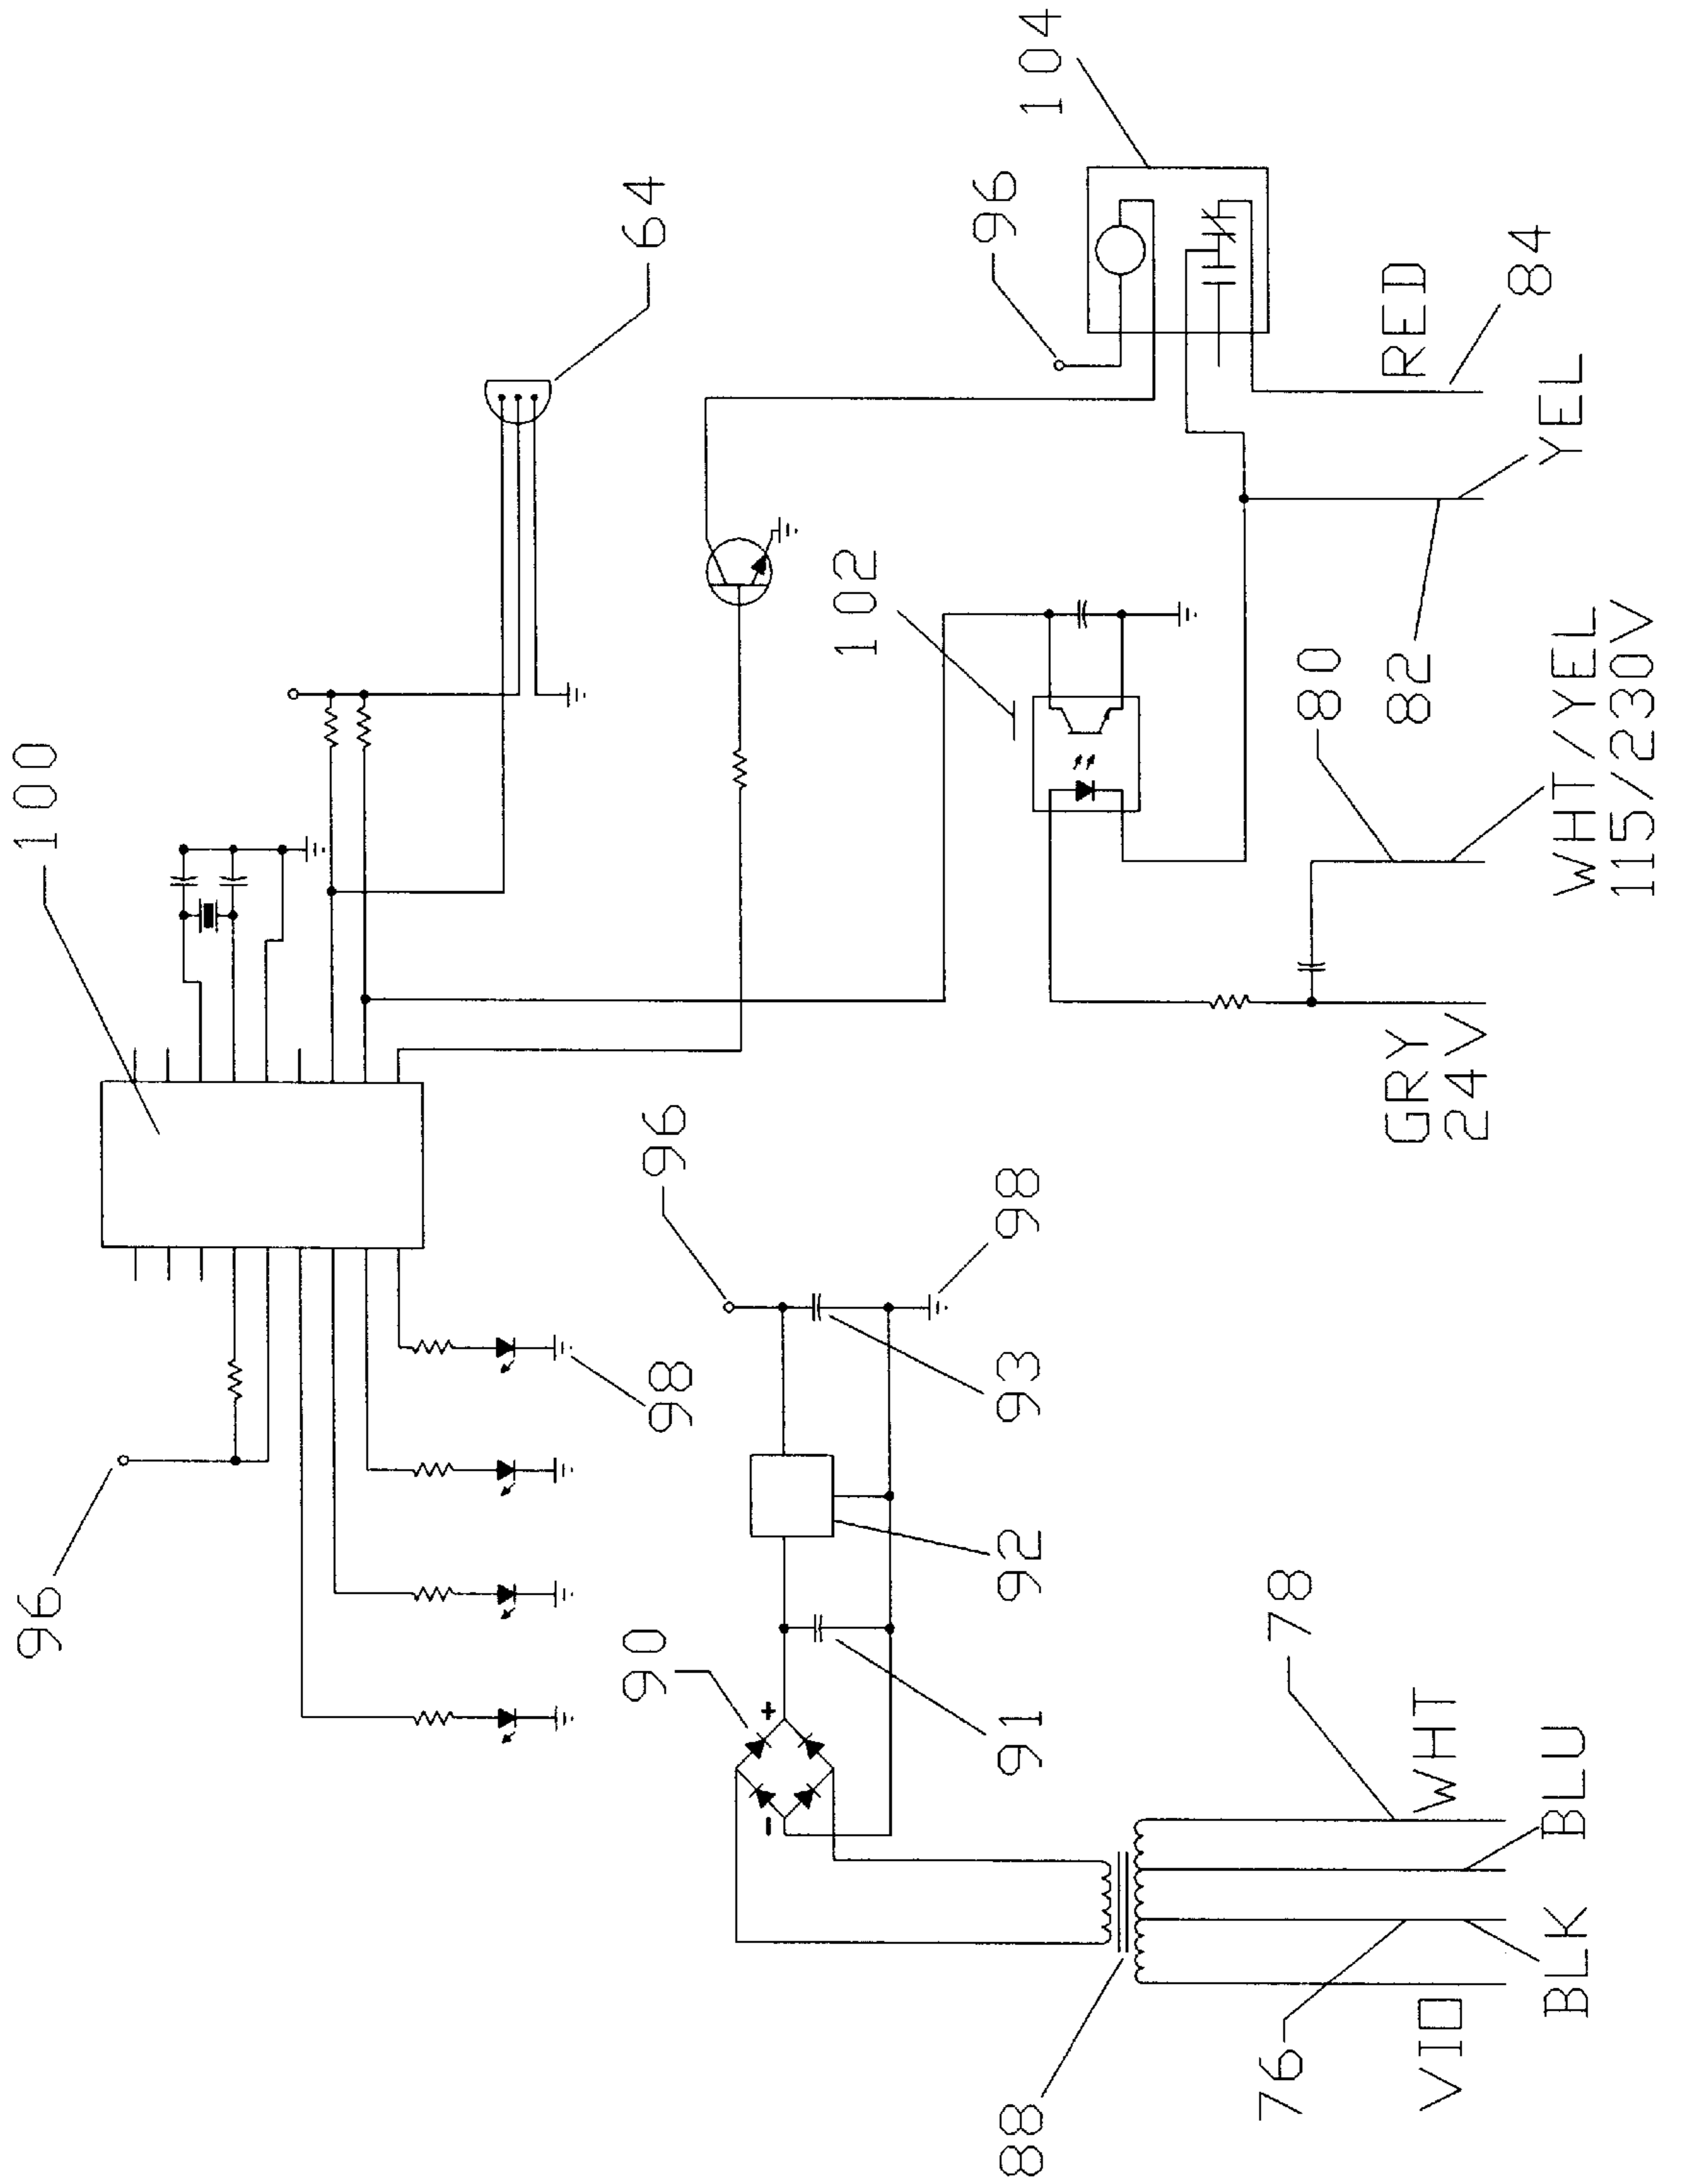 100
64
96
104
96
102
RED
84
YEL
80
82
WHT/YEL
115/230V
GRY
24V
96
98
98
93
92
90
91
78
WHT
BLU
88
76
BLK
VIO
+
-